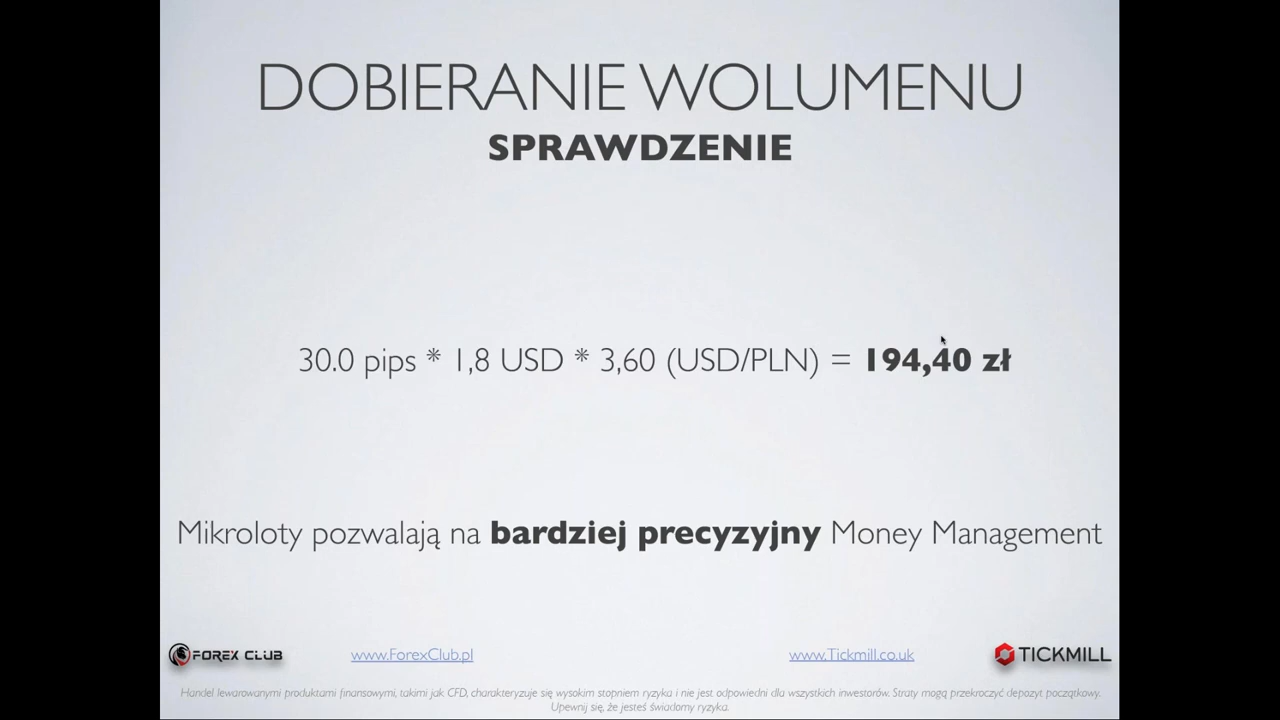 DOBIERANIE WOLUMENU
SPRAWDZENIE
30.0 pips * 1,8 USD * 3,60 (USD/PLN) = 194,40 zł
Mikroloty pozwalają na bardziej precyzyjny Money Management
FOREX CLUB
www.ForexClub.pl
www.Tickmill.co.uk
TICKMILL
Handel lewarowanymi produktami finansowymi, takimi jak CFD, charakteryzuje się wysokim stopniem ryzyka i nie jest odpowiedni dla wszystkich inwestorów. Straty mogą przekroczyć depozyt początkowy.
Upewnij się, że jesteś świadomy ryzyka.